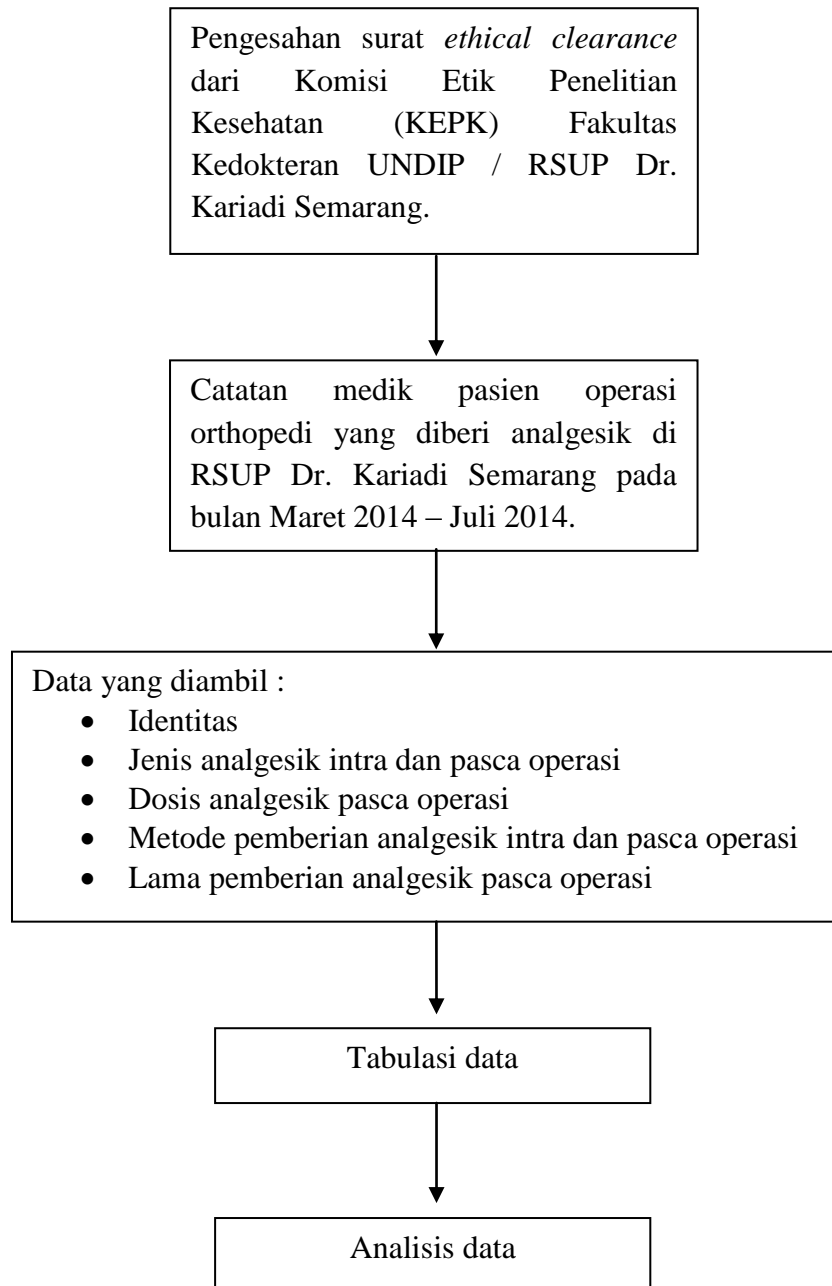 Pengesahan surat ethical clearance
dari Komisi Etik Penelitian
Kesehatan (KEPK) Fakultas
Kedokteran UNDIP / RSUP Dr.
Kariadi Semarang.
Catatan medik pasien operasi
orthopedi yang diberi analgesik di
RSUP Dr. Kariadi Semarang pada
bulan Maret 2014 – Juli 2014.
Data yang diambil :
• Identitas
• Jenis analgesik intra dan pasca operasi
• Dosis analgesik pasca operasi
• Metode pemberian analgesik intra dan pasca operasi
• Lama pemberian analgesik pasca operasi
Tabulasi data
Analisis data